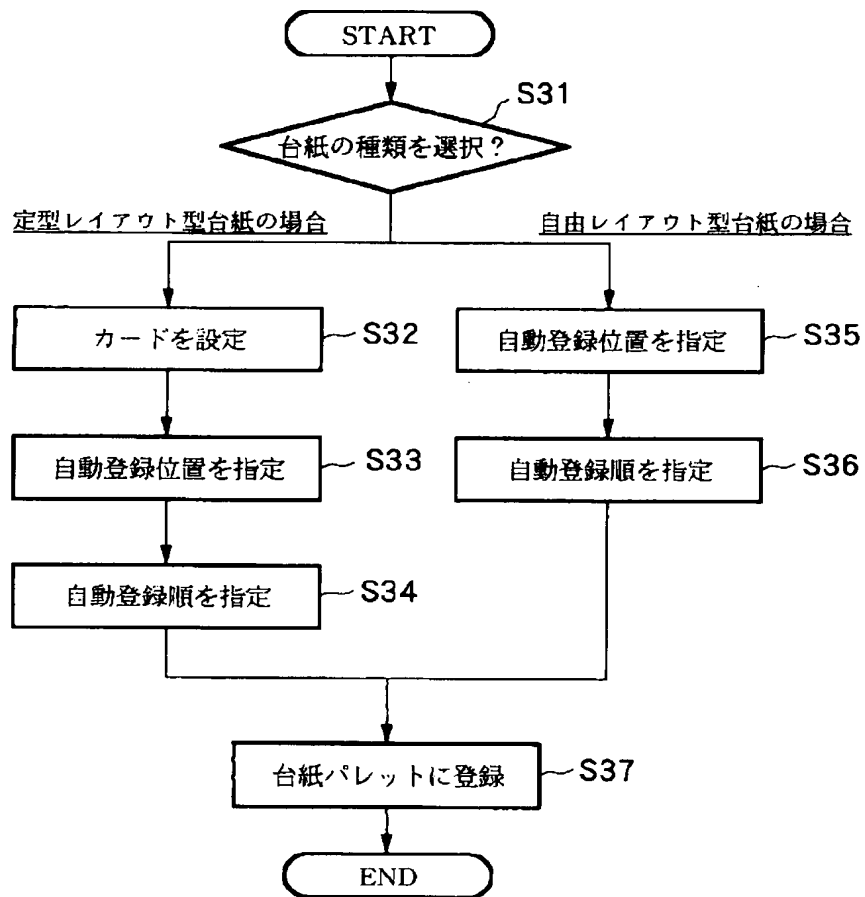 START
S31
台紙の種類を選択?
定型レイアウト型台紙の場合
自由レイアウト型台紙の場合
カードを設定
S32
自動登録位置を指定
S35
自動登録位置を指定
S33
自動登録順を指定
S36
自動登録順を指定
S34
台紙パレットに登録
S37
END